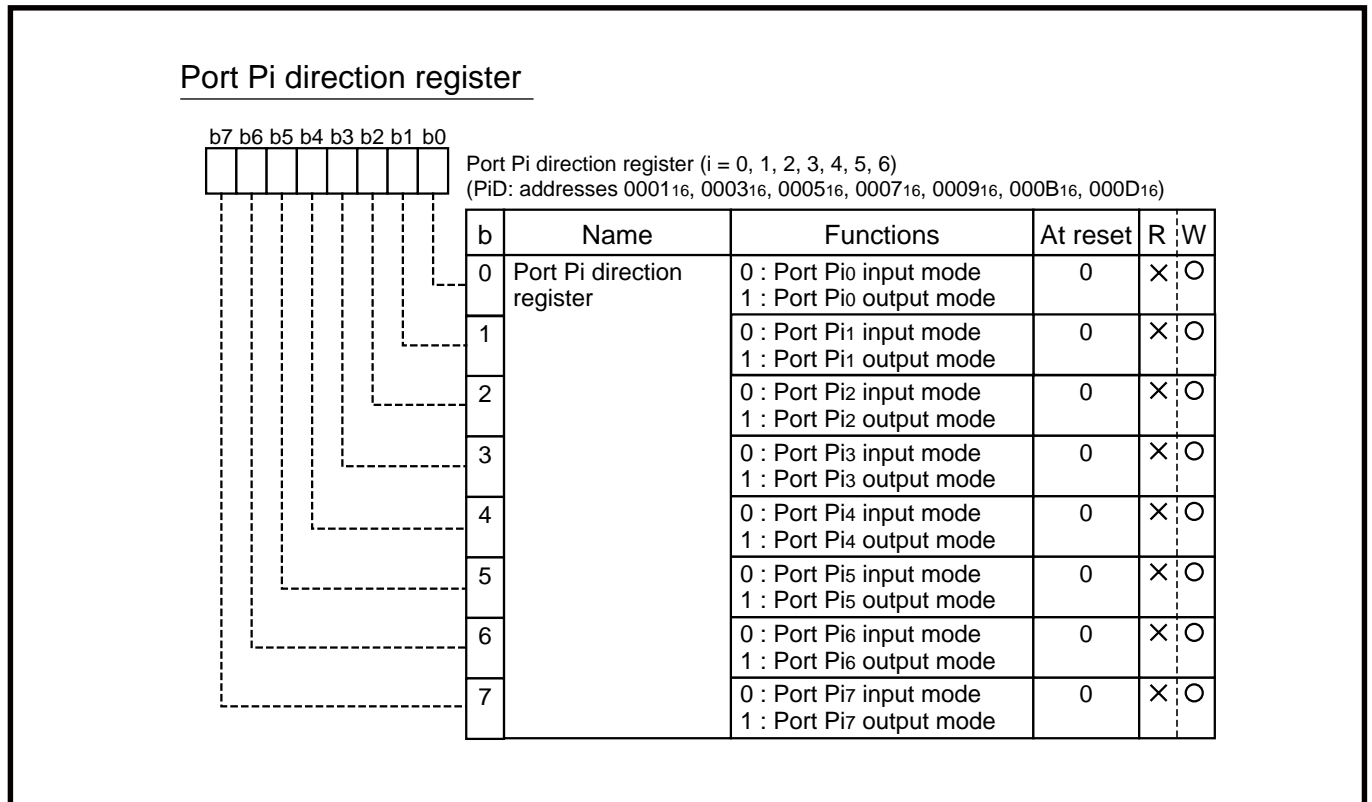 Port Pi direction register
b7 b6 b5 b4 b3 b2 b1 b0
Port Pi direction register (i = 0, 1, 2, 3, 4, 5, 6)
(PiD: addresses 000116, 000316, 000516, 000716, 000916, 000B16, 000D16)
b Name Functions At reset R W
0 Port Pi direction register 0 : Port Pi0 input mode 0 × ○
1 : Port Pi0 output mode
1 0 : Port Pi1 input mode 0 × ○
1 : Port Pi1 output mode
2 0 : Port Pi2 input mode 0 × ○
1 : Port Pi2 output mode
3 0 : Port Pi3 input mode 0 × ○
1 : Port Pi3 output mode
4 0 : Port Pi4 input mode 0 × ○
1 : Port Pi4 output mode
5 0 : Port Pi5 input mode 0 × ○
1 : Port Pi5 output mode
6 0 : Port Pi6 input mode 0 × ○
1 : Port Pi6 output mode
7 0 : Port Pi7 input mode 0 × ○
1 : Port Pi7 output mode